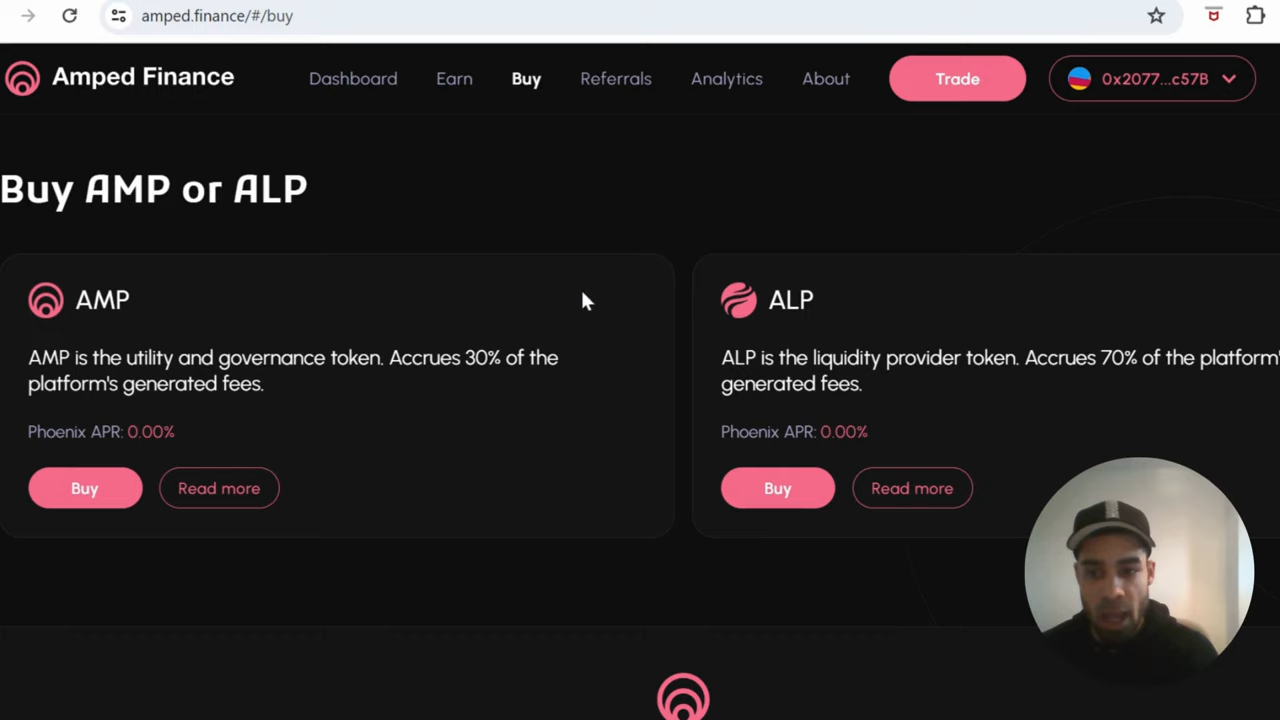 amped.finance/#/buy
Amped Finance
Dashboard
Earn
Buy
Referrals
Analytics
About
Trade
0x2077...c57B
Buy AMP or ALP
AMP
AMP is the utility and governance token. Accrues 30% of the
platform's generated fees.
Phoenix APR: 0.00%
Buy
Read more
ALP
ALP is the liquidity provider token. Accrues 70% of the platform'
generated fees.
Phoenix APR: 0.00%
Buy
Read more